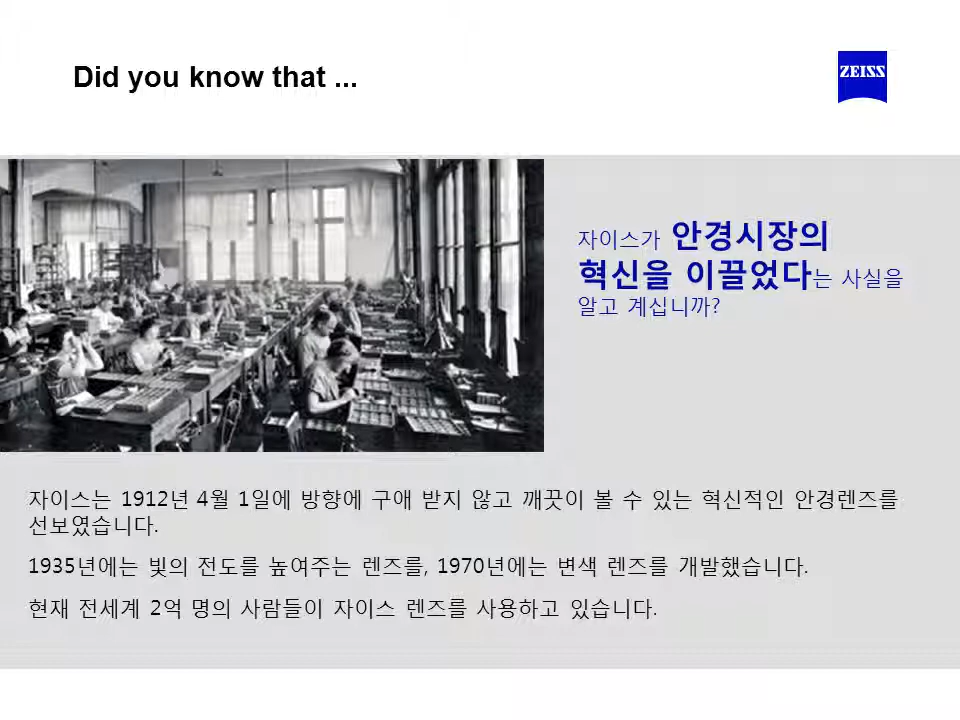 Did you know that ...
ZEISS
자이스가 안경시장의
혁신을 이끌었다는 사실을
알고 계십니까?
자이스는 1912년 4월 1일에 방향에 구애 받지 않고 깨끗이 볼 수 있는 혁신적인 안경렌즈를
선보였습니다.
1935년에는 빛의 전도를 높여주는 렌즈를, 1970년에는 변색 렌즈를 개발했습니다.
현재 전세계 2억 명의 사람들이 자이스 렌즈를 사용하고 있습니다.